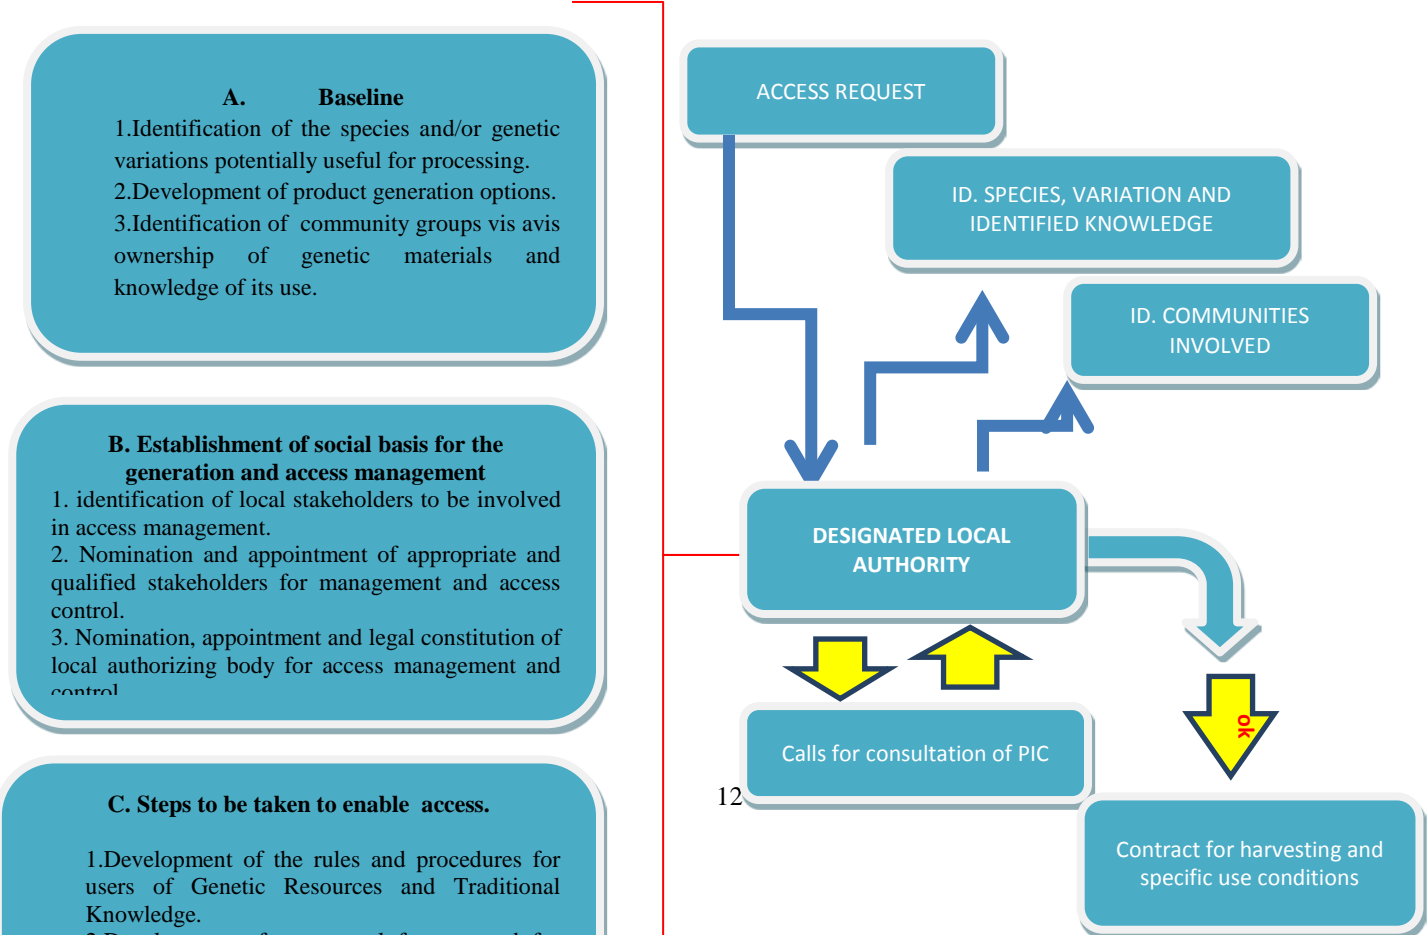 A. Baseline
1.Identification of the species and/or genetic
variations potentially useful for processing.
2.Development of product generation options.
3.Identification of community groups vis avis
ownership of genetic materials and
knowledge of its use.
B. Establishment of social basis for the
generation and access management
1. identification of local stakeholders to be involved
in access management.
2. Nomination and appointment of appropriate and
qualified stakeholders for management and access
control.
3. Nomination, appointment and legal constitution of
local authorizing body for access management and
control
C. Steps to be taken to enable access.
1.Development of the rules and procedures for
users of Genetic Resources and Traditional
Knowledge.
ACCESS REQUEST
ID. SPECIES, VARIATION AND
IDENTIFIED KNOWLEDGE
ID. COMMUNITIES
INVOLVED
DESIGNATED LOCAL
AUTHORITY
Calls for consultation of PIC
12
ok
Contract for harvesting and
specific use conditions